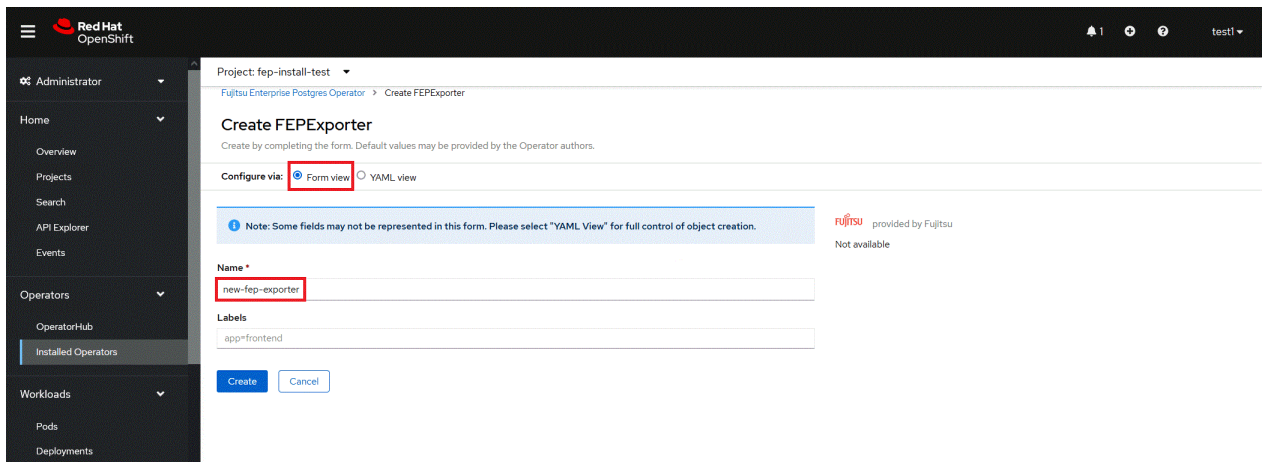 Red Hat
OpenShift
1
test1
Administrator
Home
Overview
Projects
Search
API Explorer
Events
Operators
OperatorHub
Installed Operators
Workloads
Pods
Deployments
Project: fep-install-test
Fujitsu Enterprise Postgres Operator > Create FEPExporter
Create FEPExporter
Create by completing the form. Default values may be provided by the Operator authors.
Configure via: Form view YAML view
Note: Some fields may not be represented in this form. Please select "YAML View" for full control of object creation.
Name *
new-fep-exporter
Labels
app=frontend
Create Cancel
FUJITSU provided by Fujitsu
Not available